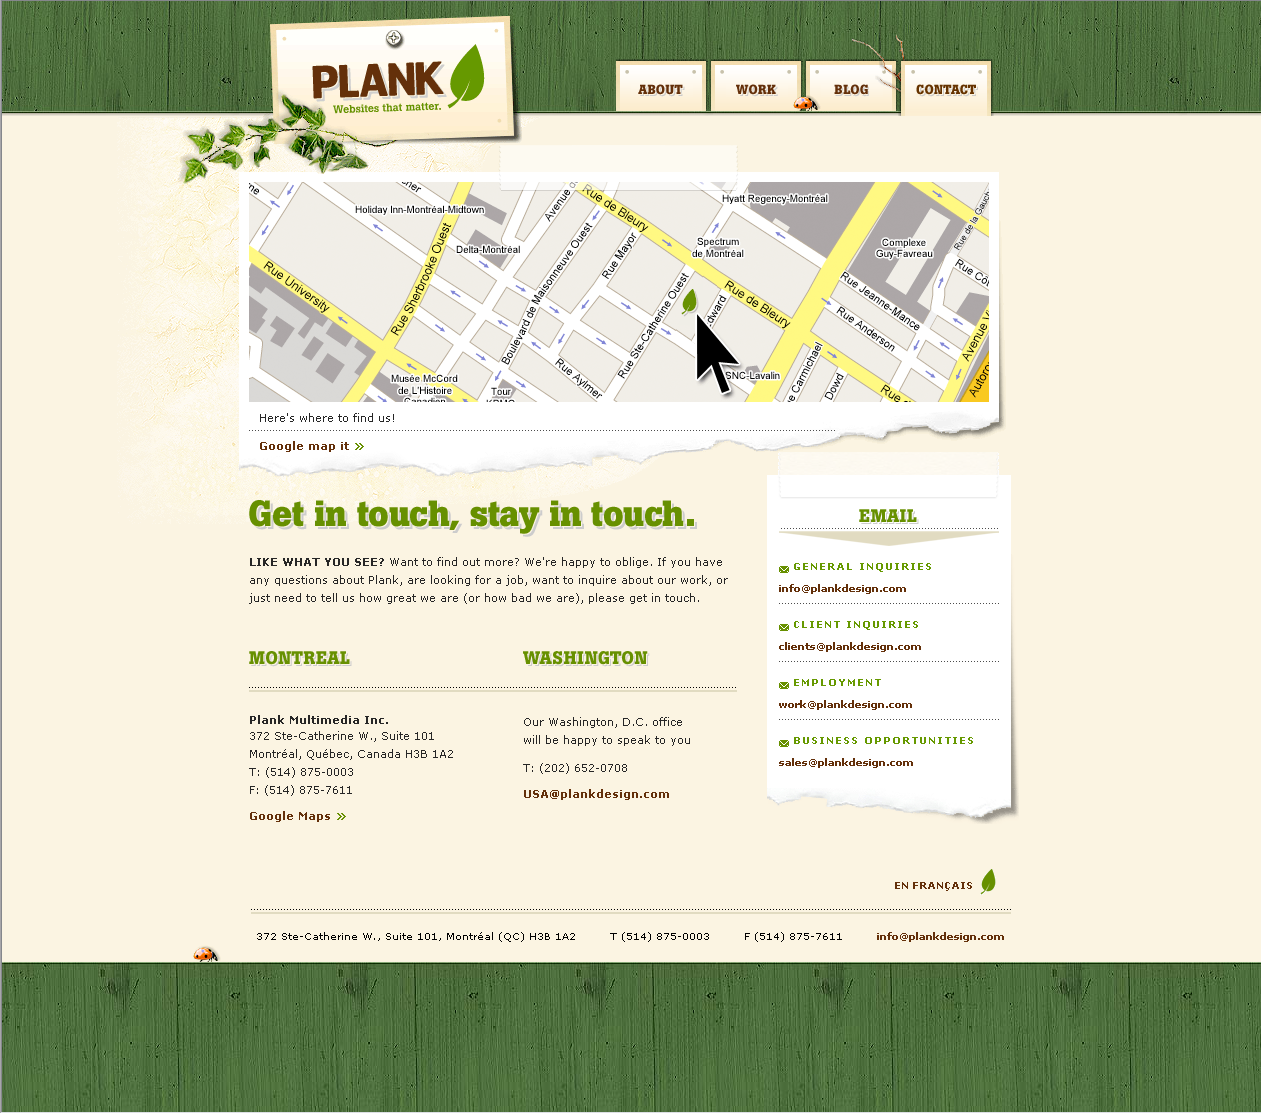 PLANK
Websites that matter.
ABOUT
WORK
BLOG
CONTACT
Holiday Inn-Montréal-Midtown
Delta-Montréal
Hyatt Regency-Montréal
Spectrum
de Montréal
Complexe
Guy-Favreau
Rue de la Gauch
Rue de Bleury
Rue Mayor
Boulevard de Maisonneuve Ouest
Rue Sherbrooke Ouest
Rue University
Rue Ste-Catherine Ouest
Rue de Bleury
Rue Jeanne-Mance
Rue Anderson
Rue Aylmer
SNC-Lavalin
Carmichael
Dowd
Musée McCord
de L'Histoire
Canadien
Tour
KPMG
Here's where to find us!
Google map it »
Get in touch, stay in touch.
LIKE WHAT YOU SEE? Want to find out more? We're happy to oblige. If you have
any questions about Plank, are looking for a job, want to inquire about our work, or
just need to tell us how great we are (or how bad we are), please get in touch.
MONTREAL
Plank Multimedia Inc.
372 Ste-Catherine W., Suite 101
Montréal, Québec, Canada H3B 1A2
T: (514) 875-0003
F: (514) 875-7611
Google Maps »
WASHINGTON
Our Washington, D.C. office
will be happy to speak to you
T: (202) 652-0708
USA@plankdesign.com
EMAIL
GENERAL INQUIRIES
info@plankdesign.com
CLIENT INQUIRIES
clients@plankdesign.com
EMPLOYMENT
work@plankdesign.com
BUSINESS OPPORTUNITIES
sales@plankdesign.com
EN FRANÇAIS
372 Ste-Catherine W., Suite 101, Montréal (QC) H3B 1A2
T (514) 875-0003
F (514) 875-7611
info@plankdesign.com